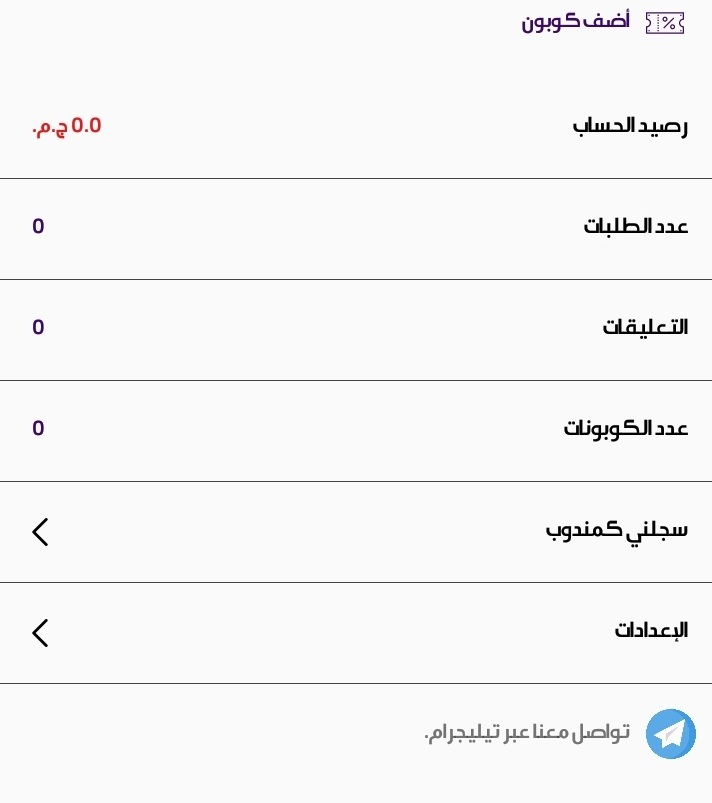 أضف كوبون
رصيد الحساب
0.0 ج.م.
عدد الطلبات
0
التعليقات
0
عدد الكوبونات
0
سجلني كمندوب
الإعدادات
تواصل معنا عبر تيليجرام.